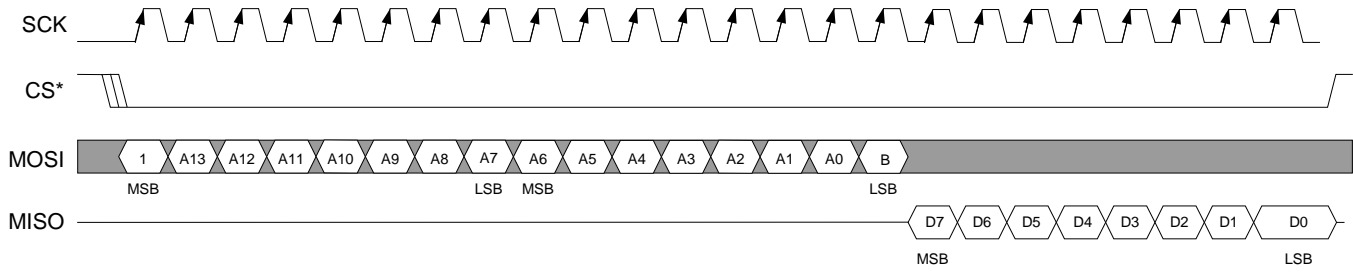 SCK
CS*
MOSI 1 A13 A12 A11 A10 A9 A8 A7 A6 A5 A4 A3 A2 A1 A0 B
MSB LSB MSB LSB
MISO D7 D6 D5 D4 D3 D2 D1 D0
MSB LSB